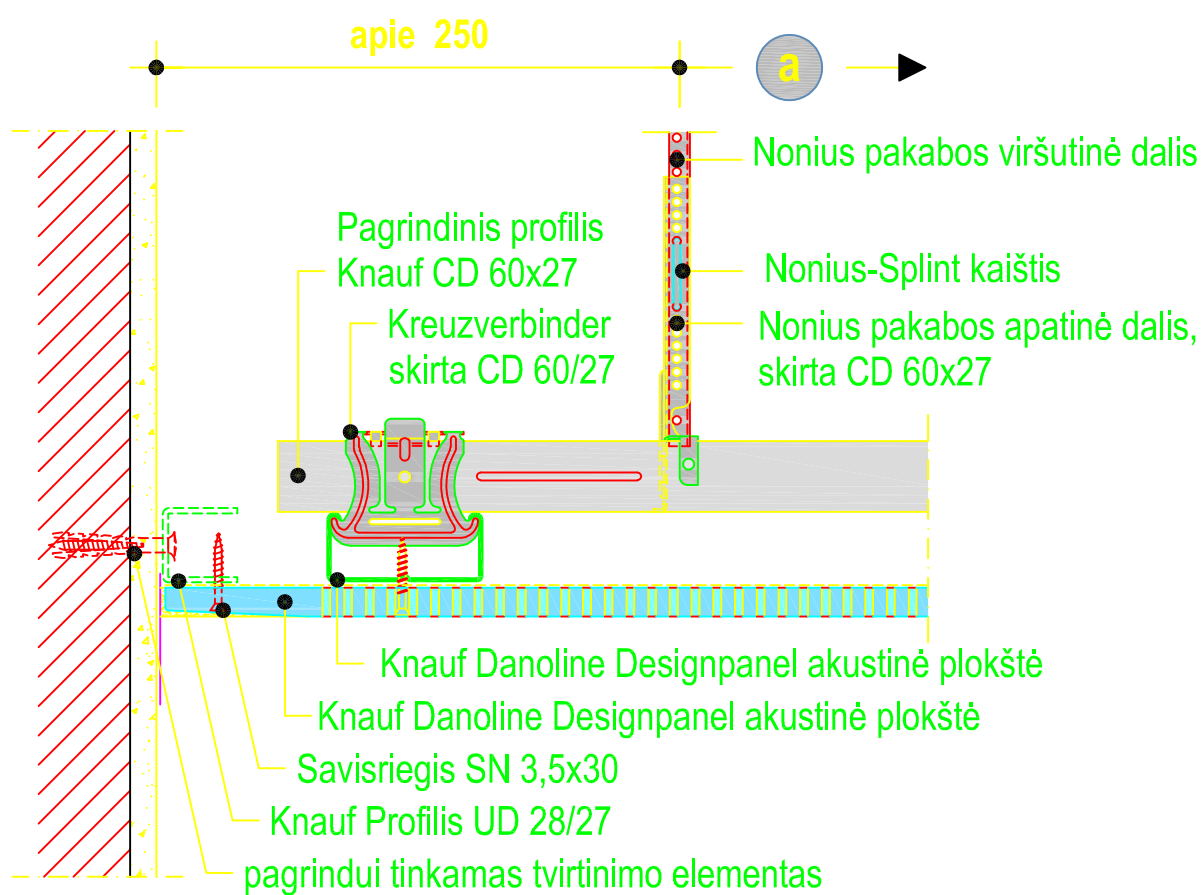 apie 250
a
Nonius pakabos viršutinė dalis
Pagrindinis profilis
Knauf CD 60x27
Nonius-Splint kaištis
Kreuzverbinder
skirta CD 60/27
Nonius pakabos apatinė dalis,
skirta CD 60x27
Knauf Danoline Designpanel akustinė plokštė
Knauf Danoline Designpanel akustinė plokštė
Savisriegis SN 3,5x30
Knauf Profilis UD 28/27
pagrindui tinkamas tvirtinimo elementas